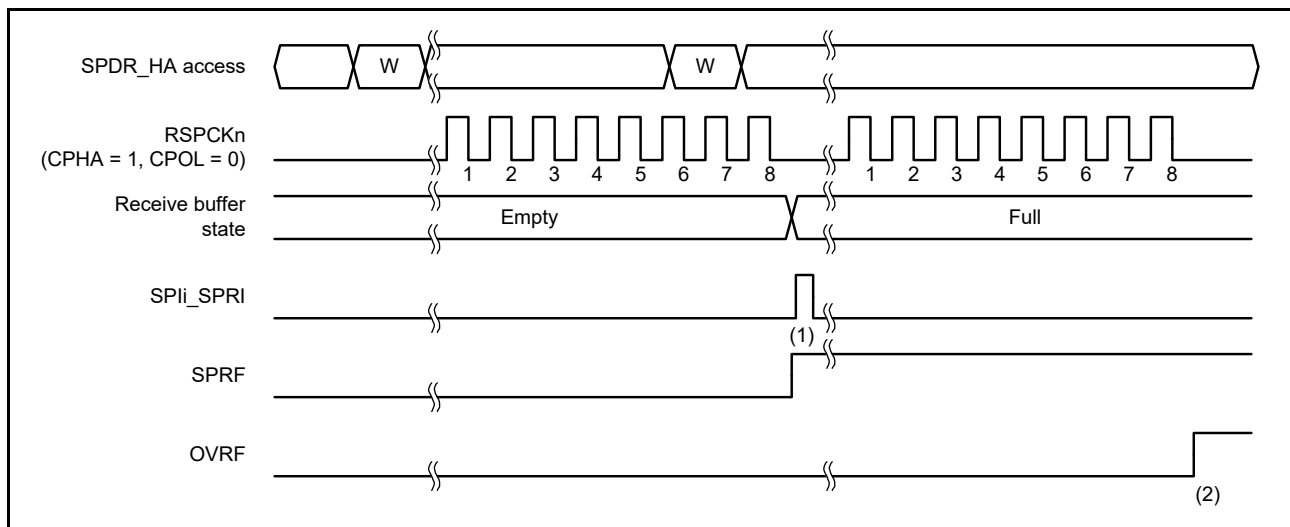 SPDR_HA access
W
W
RSPCKn
(CPHA = 1, CPOL = 0)
1 2 3 4 5 6 7 8 1 2 3 4 5 6 7 8
Receive buffer
state
Empty
Full
SPIi_SPRI
(1)
SPRF
OVRF
(2)